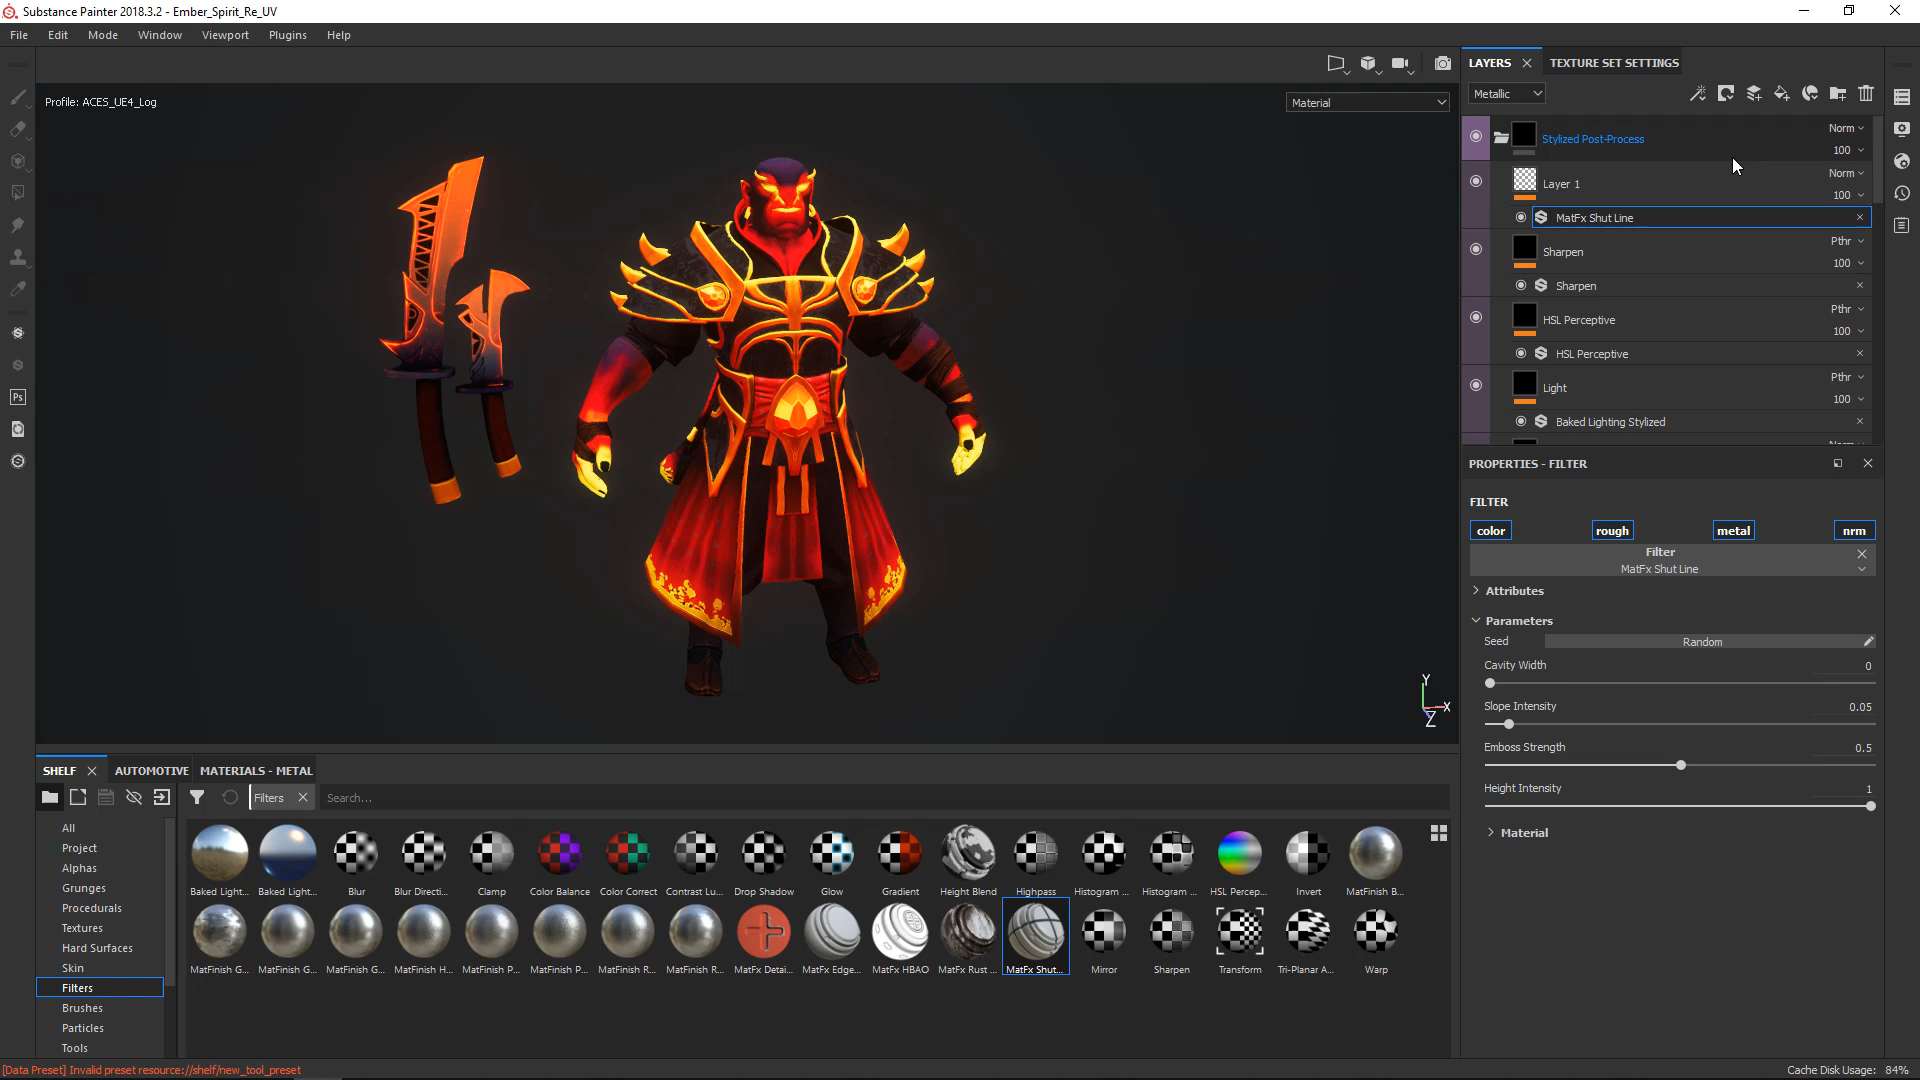 Substance Painter 2018.3.2 - Ember_Spirit_Re_UV
File Edit Mode Window Viewport Plugins Help
Profile: ACES_UE4_Log
Material
LAYERS
TEXTURE SET SETTINGS
Metallic
Stylized Post-Process
Norm
100
Layer 1
Norm
100
MatFx Shut Line
Sharpen
Pthr
100
Sharpen
HSL Perceptive
Pthr
100
HSL Perceptive
Light
Pthr
100
Baked Lighting Stylized
PROPERTIES - FILTER
FILTER
color rough metal nrm
Filter
MatFx Shut Line
Attributes
Parameters
Seed Random
Cavity Width 0
Slope Intensity 0.05
Emboss Strength 0.5
Height Intensity 1
Material
Y
X
Z
SHELF AUTOMOTIVE MATERIALS - METAL
Ps
Filters Search...
All
Project
Alphas
Grunges
Procedurals
Textures
Hard Surfaces
Skin
Filters
Brushes
Particles
Tools
Baked Light... Baked Light... Blur Blur Directi... Clamp Color Balance Color Correct Contrast Lu... Drop Shadow Glow Gradient Height Blend Highpass Histogram ... Histogram ... HSL Percep... Invert MatFinish B...
MatFinish G... MatFinish G... MatFinish G... MatFinish H... MatFinish P... MatFinish P... MatFinish R... MatFinish R... MatFx Detai... MatFx Edge... MatFx HBAO MatFx Rust ... MatFx Shut... Mirror Sharpen Transform Tri-Planar A... Warp
[Data Preset] Invalid preset resource://shelf/new_tool_preset
Cache Disk Usage: 84%